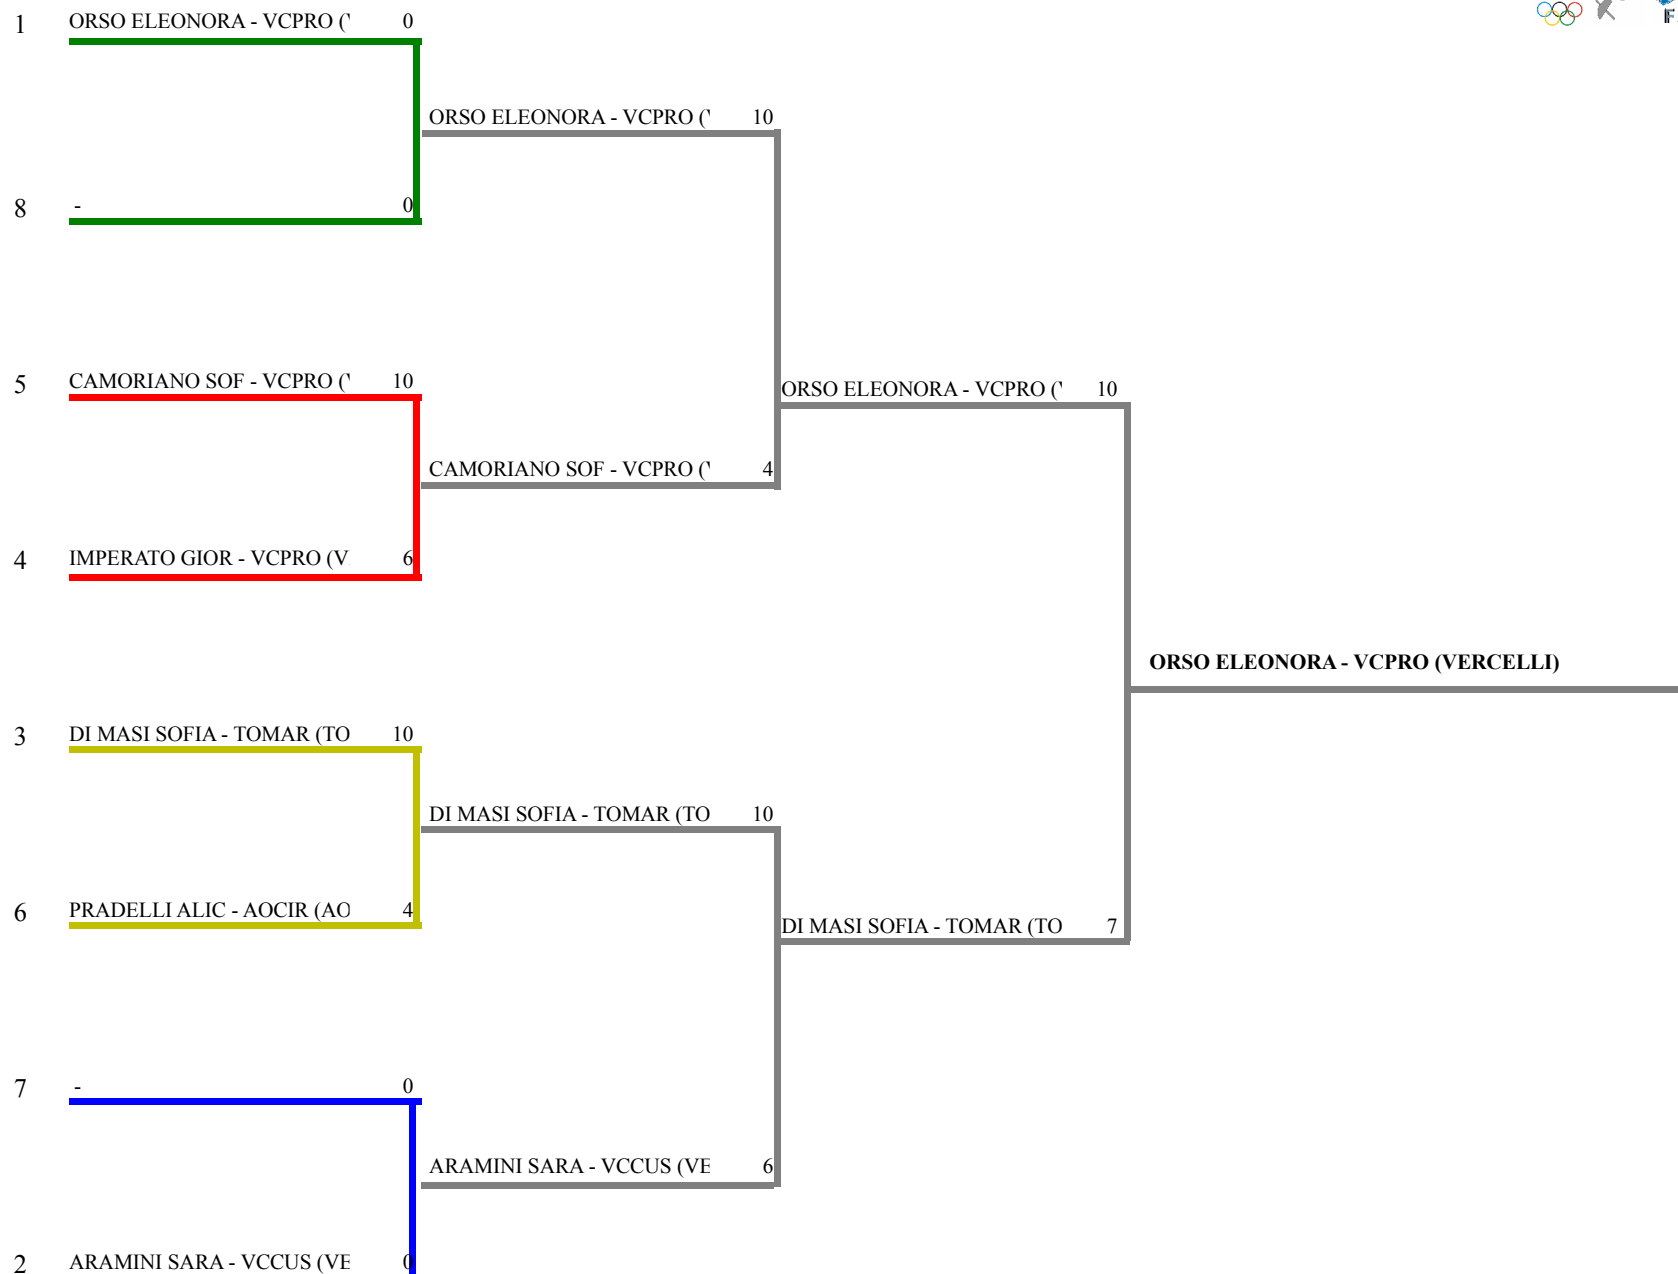 1 ORSO ELEONORA - VCPRO ( 0
F
ORSO ELEONORA - VCPRO ( 10
8 - 0
5 CAMORIANO SOF - VCPRO ( 10
ORSO ELEONORA - VCPRO ( 10
CAMORIANO SOF - VCPRO ( 4
4 IMPERATO GIOR - VCPRO (V 6
ORSO ELEONORA - VCPRO (VERCELLI)
3 DI MASI SOFIA - TOMAR (TO 10
DI MASI SOFIA - TOMAR (TO 10
6 PRADELLI ALIC - AOCIR (AO 4
DI MASI SOFIA - TOMAR (TO 7
7 - 0
ARAMINI SARA - VCCUS (VE 6
2 ARAMINI SARA - VCCUS (VE 0